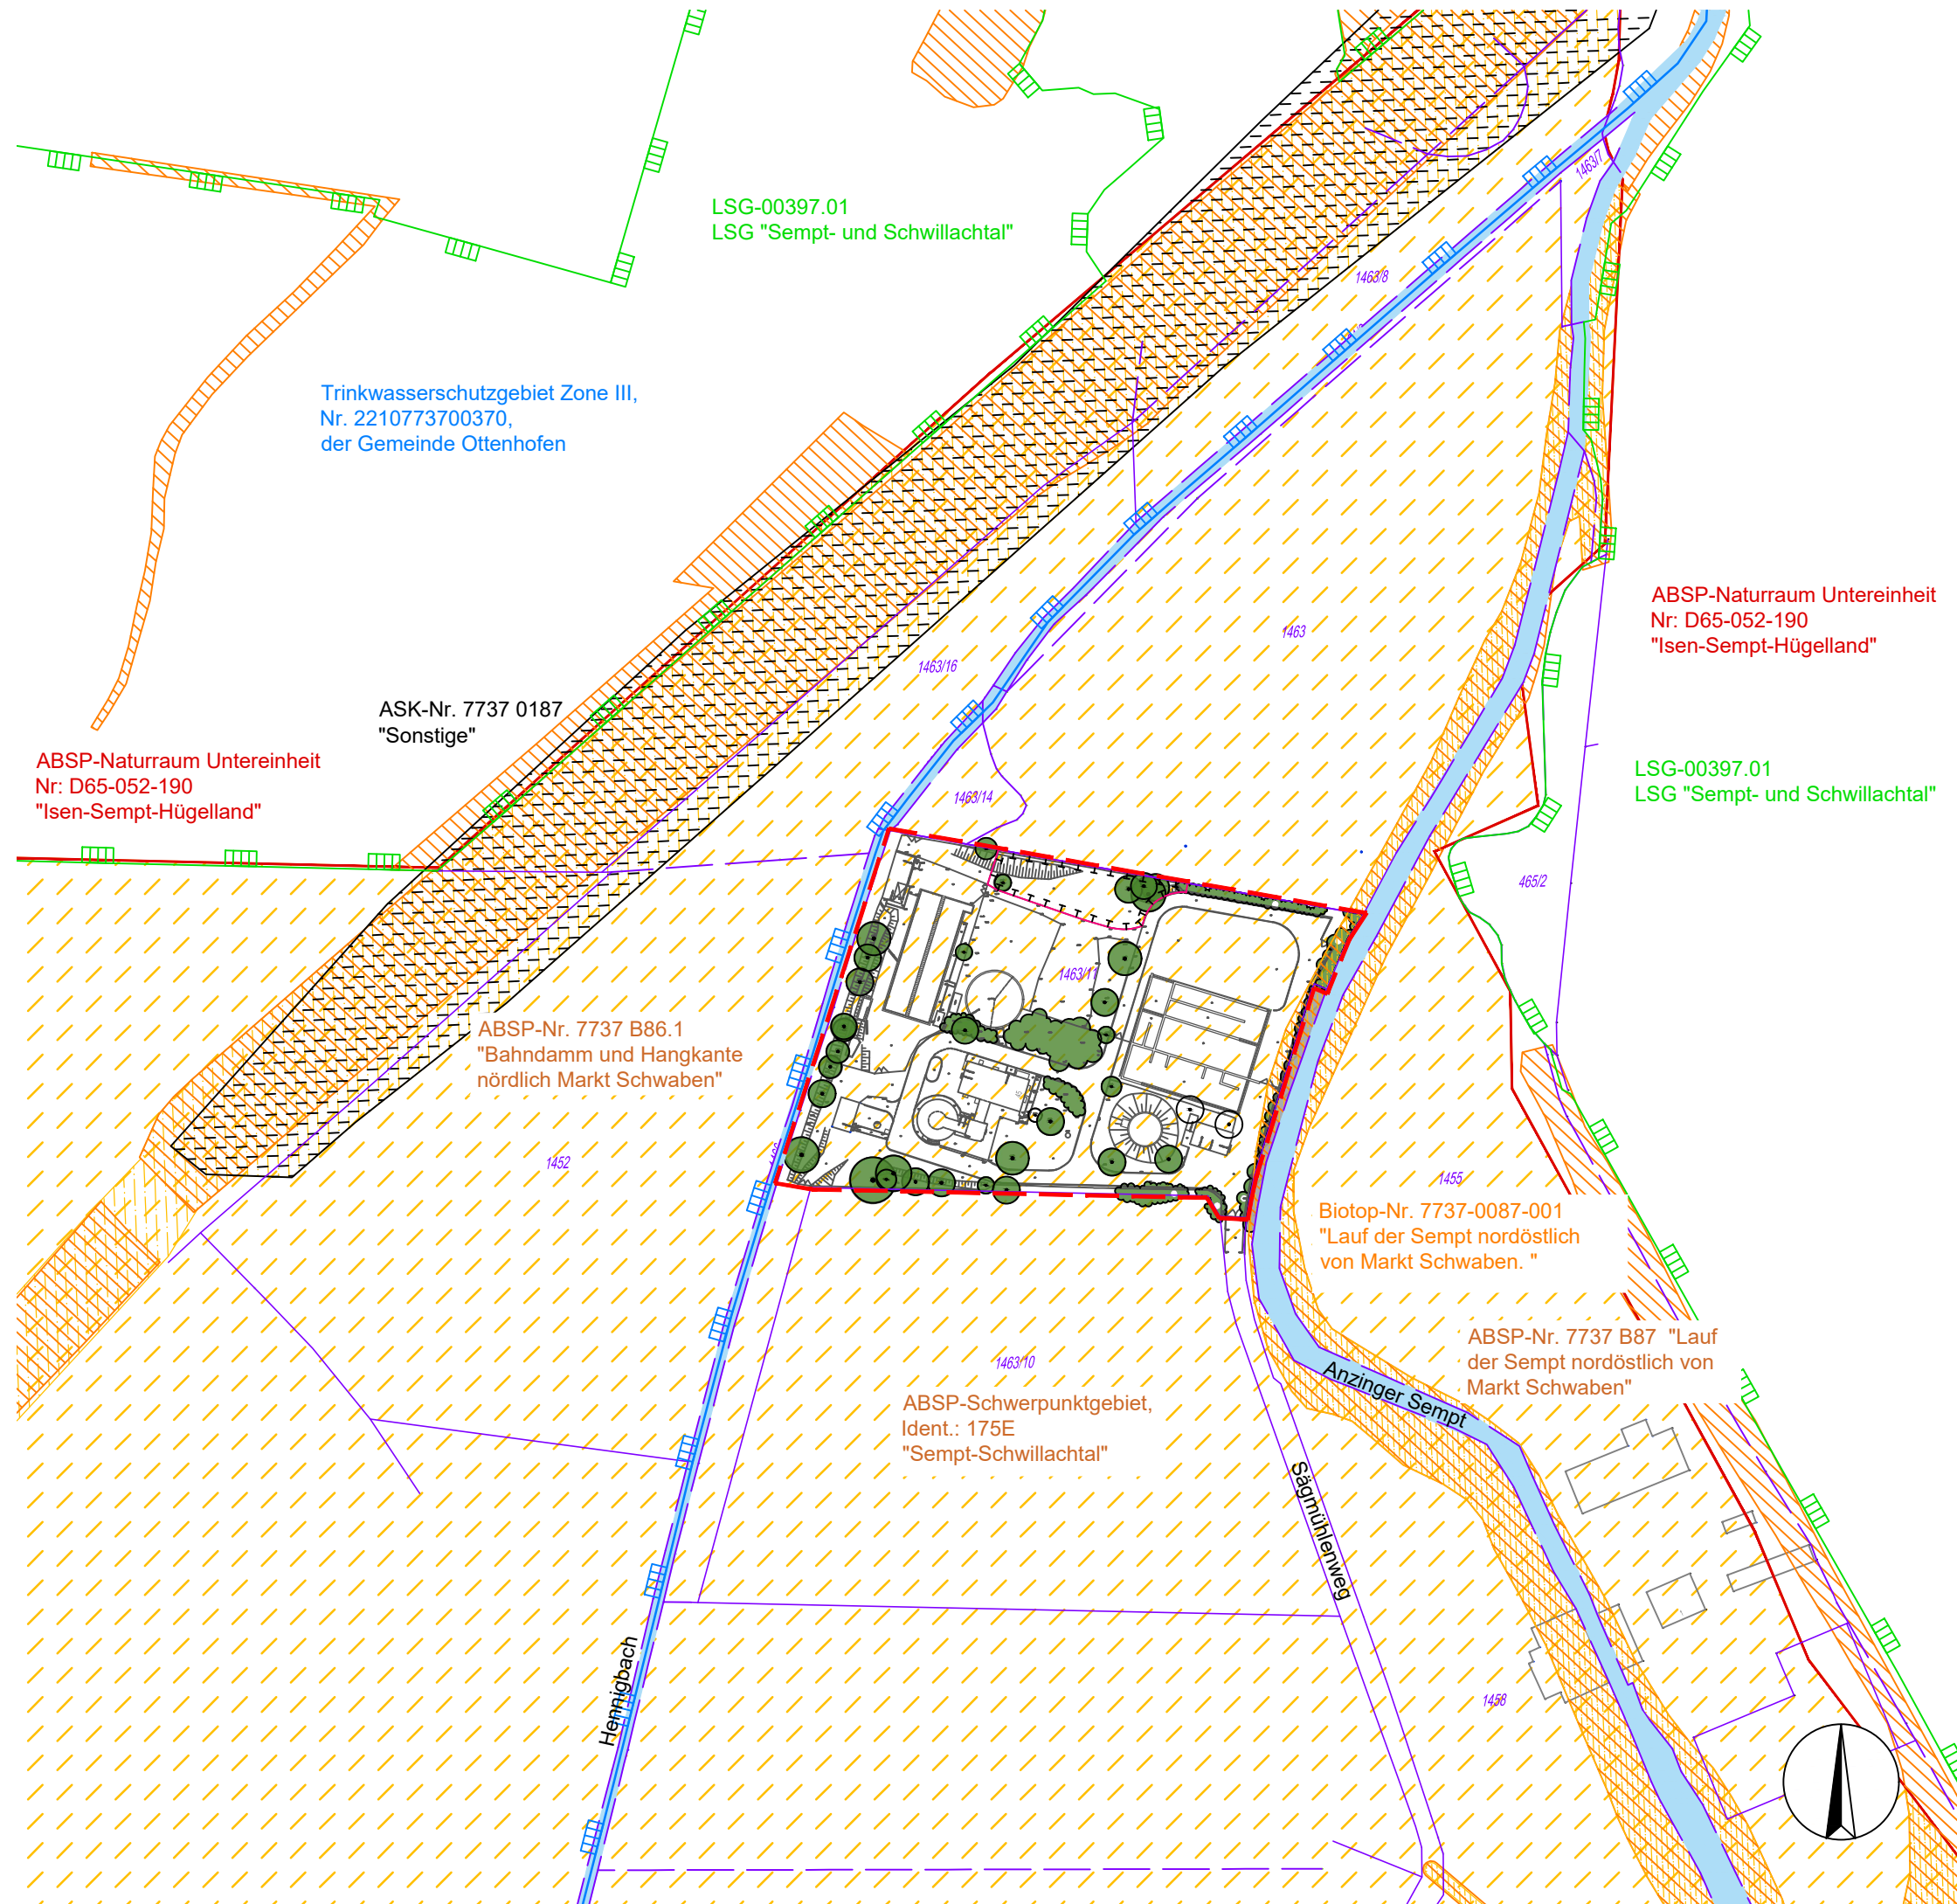 1463/7
LSG-00397.01
LSG "Sempt- und Schwillachtal"
1463/8
Trinkwasserschutzgebiet Zone III,
Nr. 2210773700370,
der Gemeinde Ottenhofen
ABSP-Naturraum Untereinheit
Nr: D65-052-190
"Isen-Sempt-Hügelland"
1463
1463/16
ASK-Nr. 7737 0187
"Sonstige"
ABSP-Naturraum Untereinheit
Nr: D65-052-190
"Isen-Sempt-Hügelland"
LSG-00397.01
LSG "Sempt- und Schwillachtal"
1463/14
465/2
1463/11
ABSP-Nr. 7737 B86.1
"Bahndamm und Hangkante
nördlich Markt Schwaben"
1452
1455
Biotop-Nr. 7737-0087-001
"Lauf der Sempt nordöstlich
von Markt Schwaben. "
ABSP-Nr. 7737 B87 "Lauf
der Sempt nordöstlich von
Markt Schwaben"
1463/10
Anzinger Sempt
ABSP-Schwerpunktgebiet,
Ident.: 175E
"Sempt-Schwillachtal"
Sägmühlenweg
Hennigbach
1458